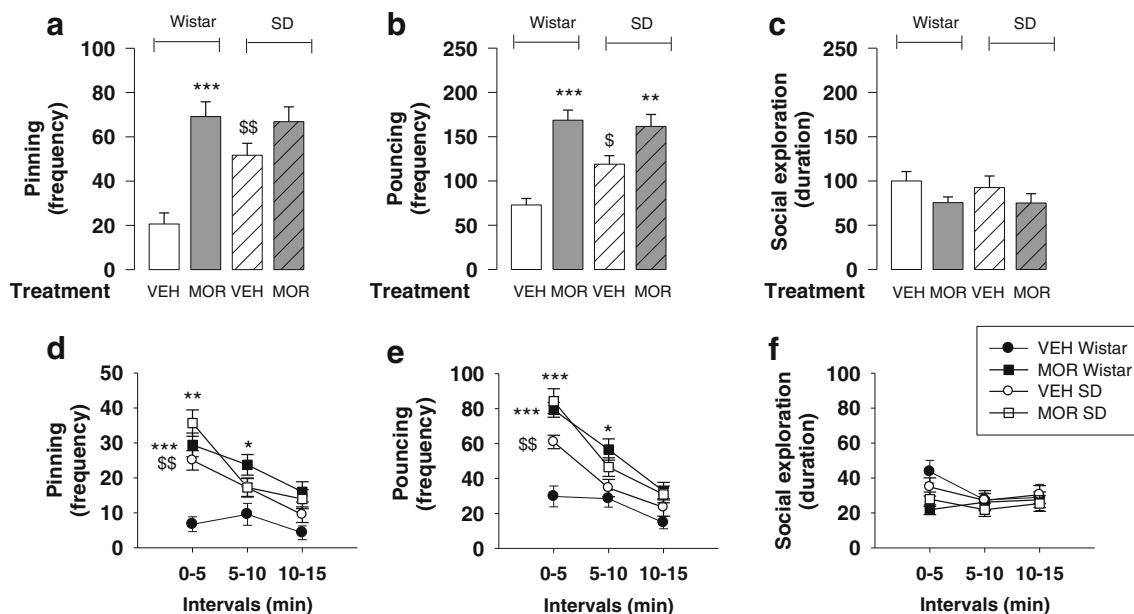 a
Wistar
SD
100
80
60
40
20
0
Pinning
(frequency)
***
$$
Treatment
VEH MOR VEH MOR
b
Wistar
SD
250
200
150
100
50
0
Pouncing
(frequency)
***
$
**
Treatment
VEH MOR VEH MOR
c
Wistar
SD
250
200
150
100
50
0
Social exploration
(duration)
Treatment
VEH MOR VEH MOR
d
50
40
30
20
10
0
Pinning
(frequency)
**
***
$$
*
0-5 5-10 10-15
Intervals (min)
e
100
80
60
40
20
0
Pouncing
(frequency)
***
***
$$
*
0-5 5-10 10-15
Intervals (min)
f
100
80
60
40
20
0
Social exploration
(duration)
0-5 5-10 10-15
Intervals (min)
VEH Wistar
MOR Wistar
VEH SD
MOR SD